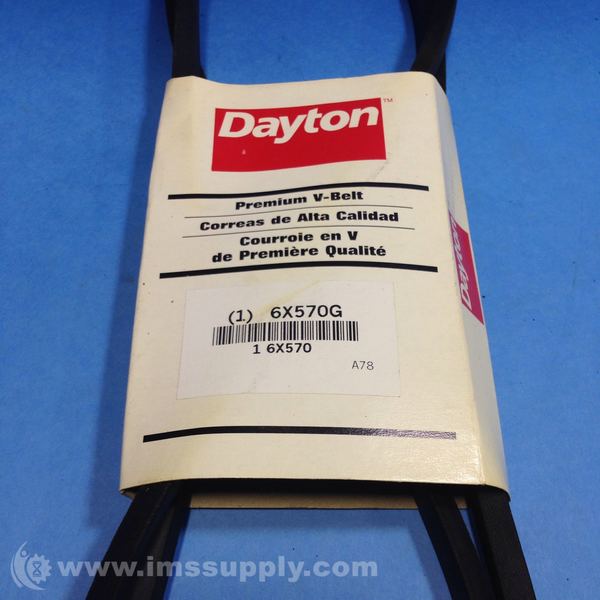 Dayton™
Premium V-Belt
Correas de Alta Calidad
Courroie en V
de Première Qualité
Dayton
(1) 6X570G
1 6X570
A78
www.imssupply.com